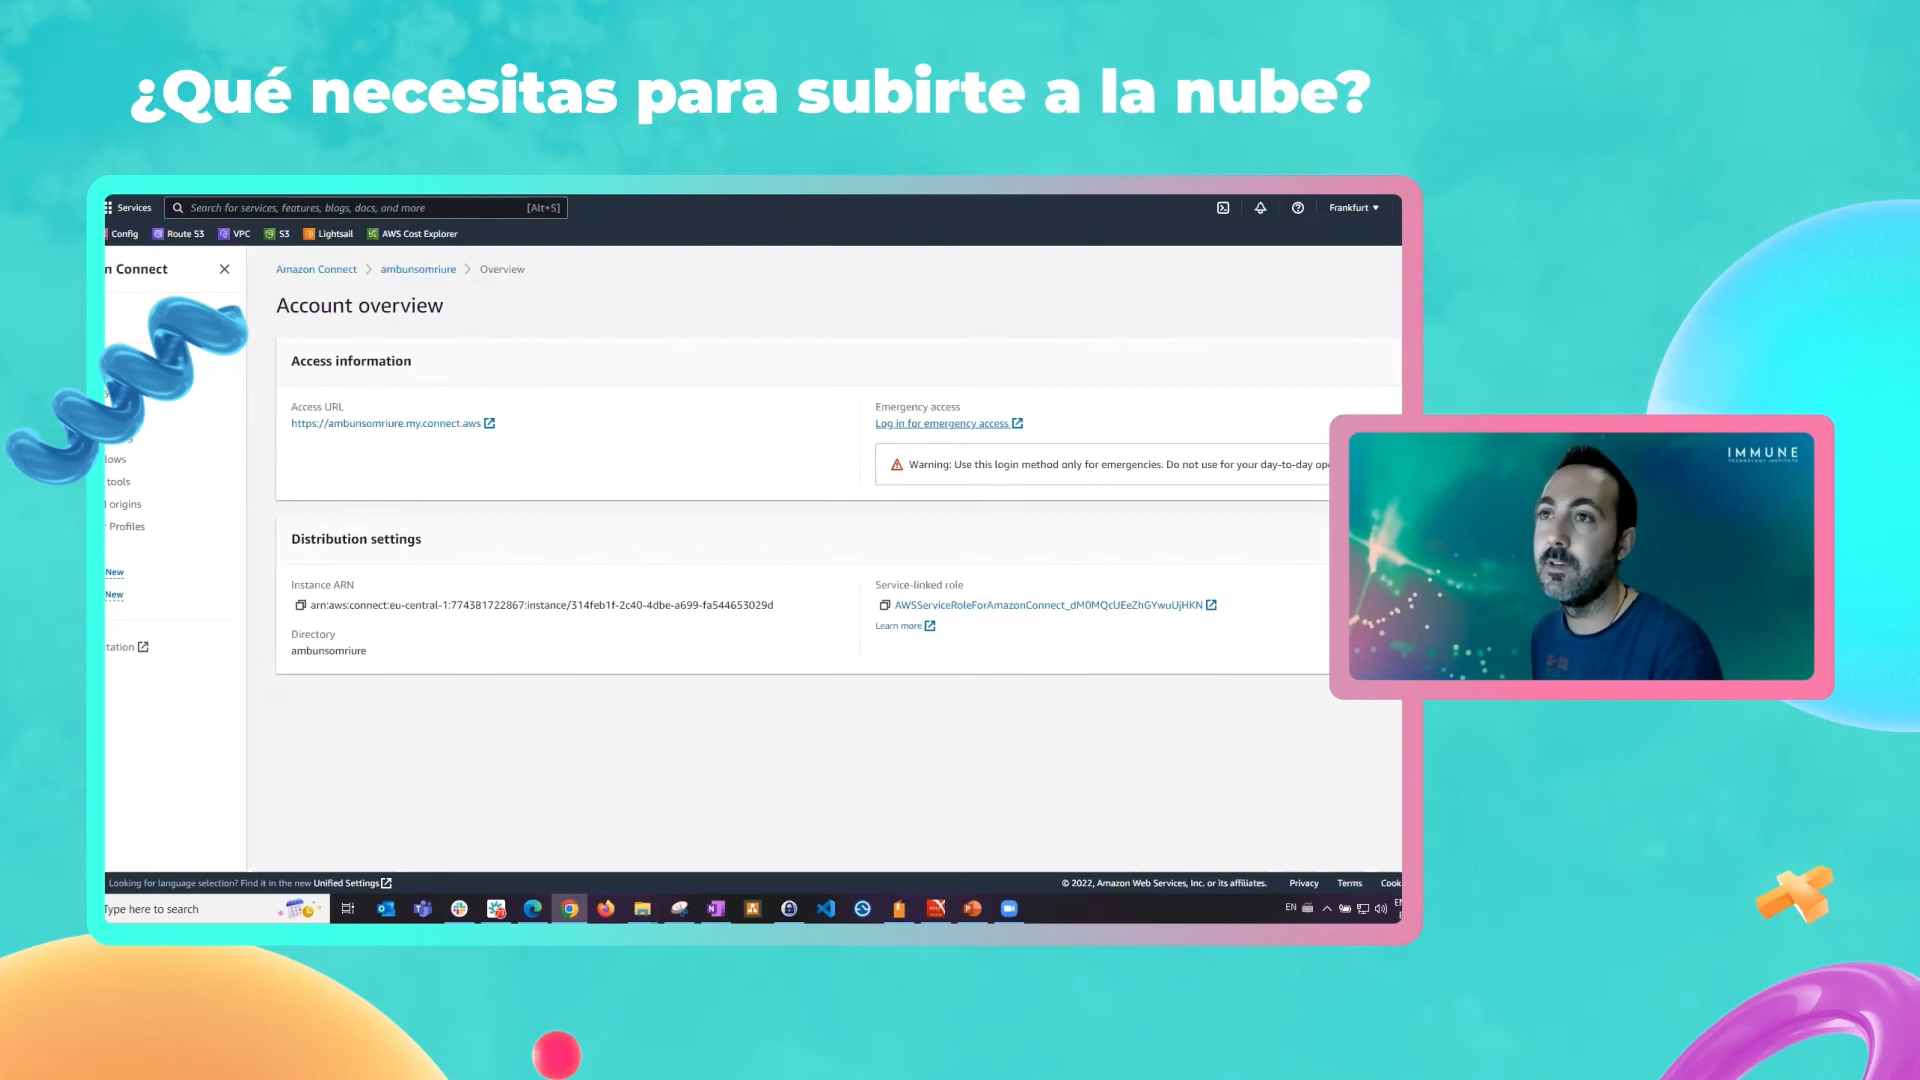 ¿Qué necesitas para subirte a la nube?
Services
Search for services, features, blogs, docs, and more
[Alt+S]
Frankfurt
Config
Route 53
VPC
S3
Lightsail
AWS Cost Explorer
n Connect
Amazon Connect
ambunsomriure
Overview
Account overview
Access information
Access URL
https://ambunsomriure.my.connect.aws
Emergency access
Log in for emergency access
Warning: Use this login method only for emergencies. Do not use for your day-to-day op
IMMUNE
TECHNOLOGY INSTITUTE
lows
tools
origins
Profiles
New
New
tation
Distribution settings
Instance ARN
arn:aws:connect:eu-central-1:774381722867:instance/314feb1f-2c40-4dbe-a699-fa544653029d
Directory
ambunsomriure
Service-linked role
AWSServiceRoleForAmazonConnect_dM0MQcUEeZhGYwuUjHKN
Learn more
Looking for language selection? Find it in the new Unified Settings
© 2022, Amazon Web Services, Inc. or its affiliates.
Privacy
Terms
Cook
Type here to search
EN